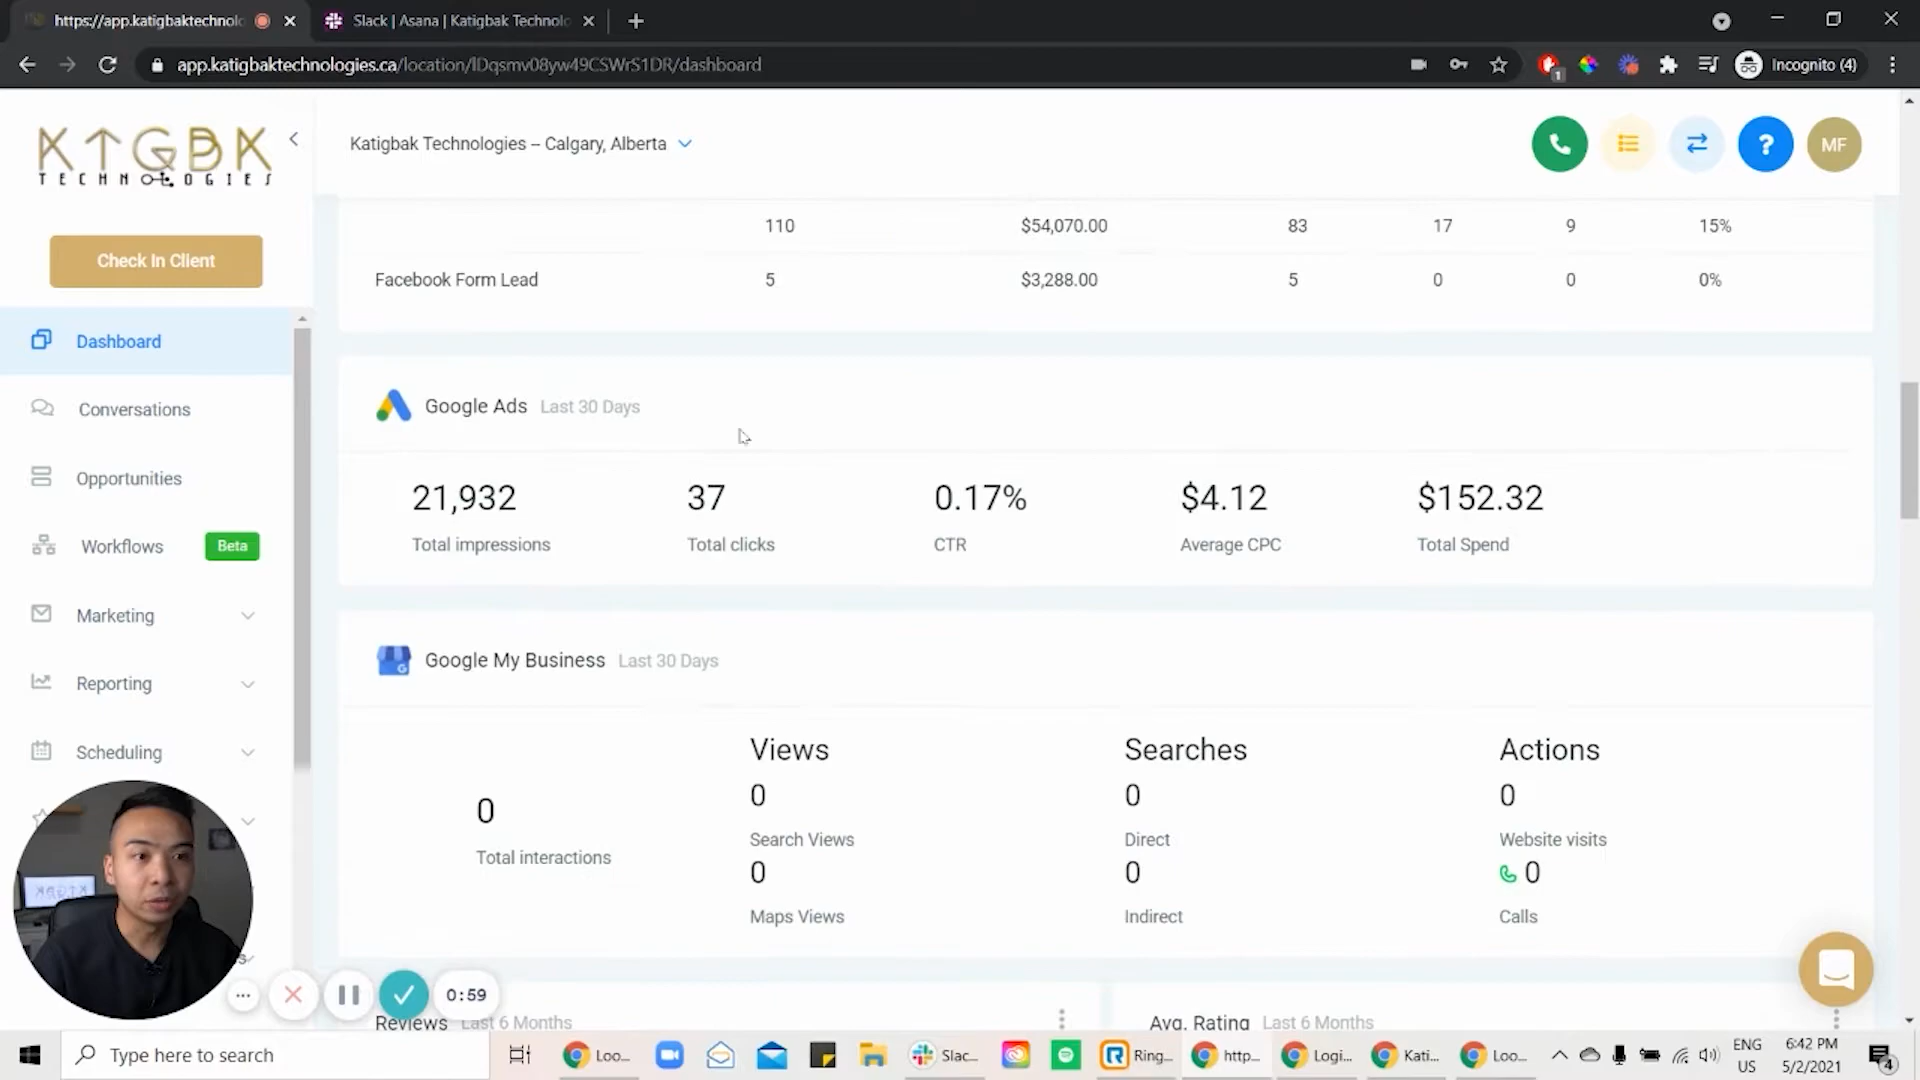 https://app.katigbaktechnol
Slack | Asana | Katigbak Technolo
app.katigbaktechnologies.ca/location/lDqsmv08yw49CSWrS1DR/dashboard
1
Incognito (4)
KTGBK
TECHNOLOGIES
Katigbak Technologies – Calgary, Alberta
?
MF
Check In Client
110 $54,070.00 83 17 9 15%
Facebook Form Lead 5 $3,288.00 5 0 0 0%
Dashboard
Conversations
Opportunities
Workflows Beta
Marketing
Reporting
Scheduling
Google Ads Last 30 Days
21,932 37 0.17% $4.12 $152.32
Total impressions Total clicks CTR Average CPC Total Spend
Google My Business Last 30 Days
Views Searches Actions
0 0 0
0
Search Views Direct Website visits
Total interactions
0 0 0
Maps Views Indirect Calls
0:59
Reviews Last 6 Months
Avg. Rating Last 6 Months
Type here to search
Loo...
Slac...
Ring...
http...
Logi...
Kati...
Loo...
ENG
US
6:42 PM
5/2/2021
4